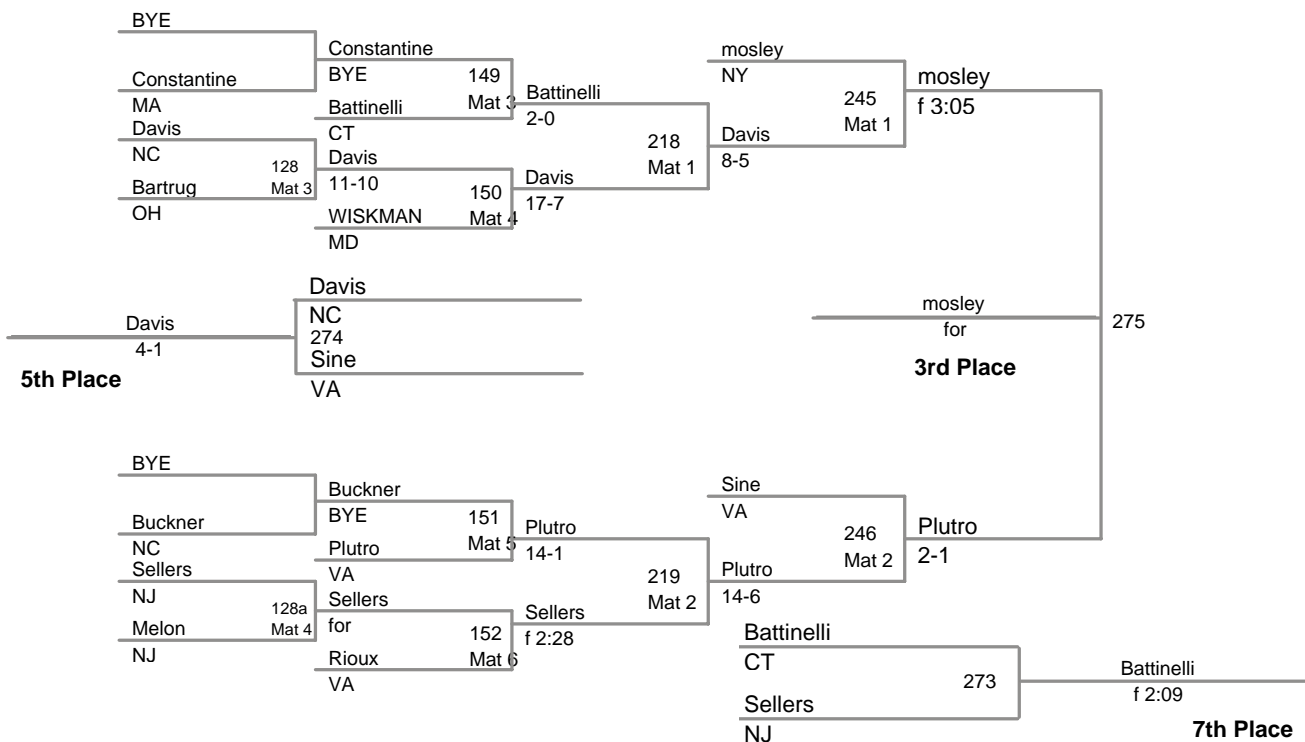 BYE
Constantine
MA
Davis
NC
Bartrug
OH
128
Mat 3
Constantine
BYE
Battinelli
CT
149
Mat 3
Davis
11-10
WISKMAN
MD
150
Mat 4
Battinelli
2-0
Davis
17-7
218
Mat 1
mosley
NY
Davis
8-5
245
Mat 1
mosley
f 3:05
Davis
NC
274
Sine
VA
Davis
4-1
5th Place
mosley
for
3rd Place
275
BYE
Buckner
NC
Sellers
NJ
Melon
NJ
128a
Mat 4
Buckner
BYE
Plutro
VA
151
Mat 5
Sellers
for
Rioux
VA
152
Mat 6
Plutro
14-1
Sellers
f 2:28
219
Mat 2
Sine
VA
Plutro
14-6
246
Mat 2
Plutro
2-1
Battinelli
CT
273
Sellers
NJ
Battinelli
f 2:09
7th Place